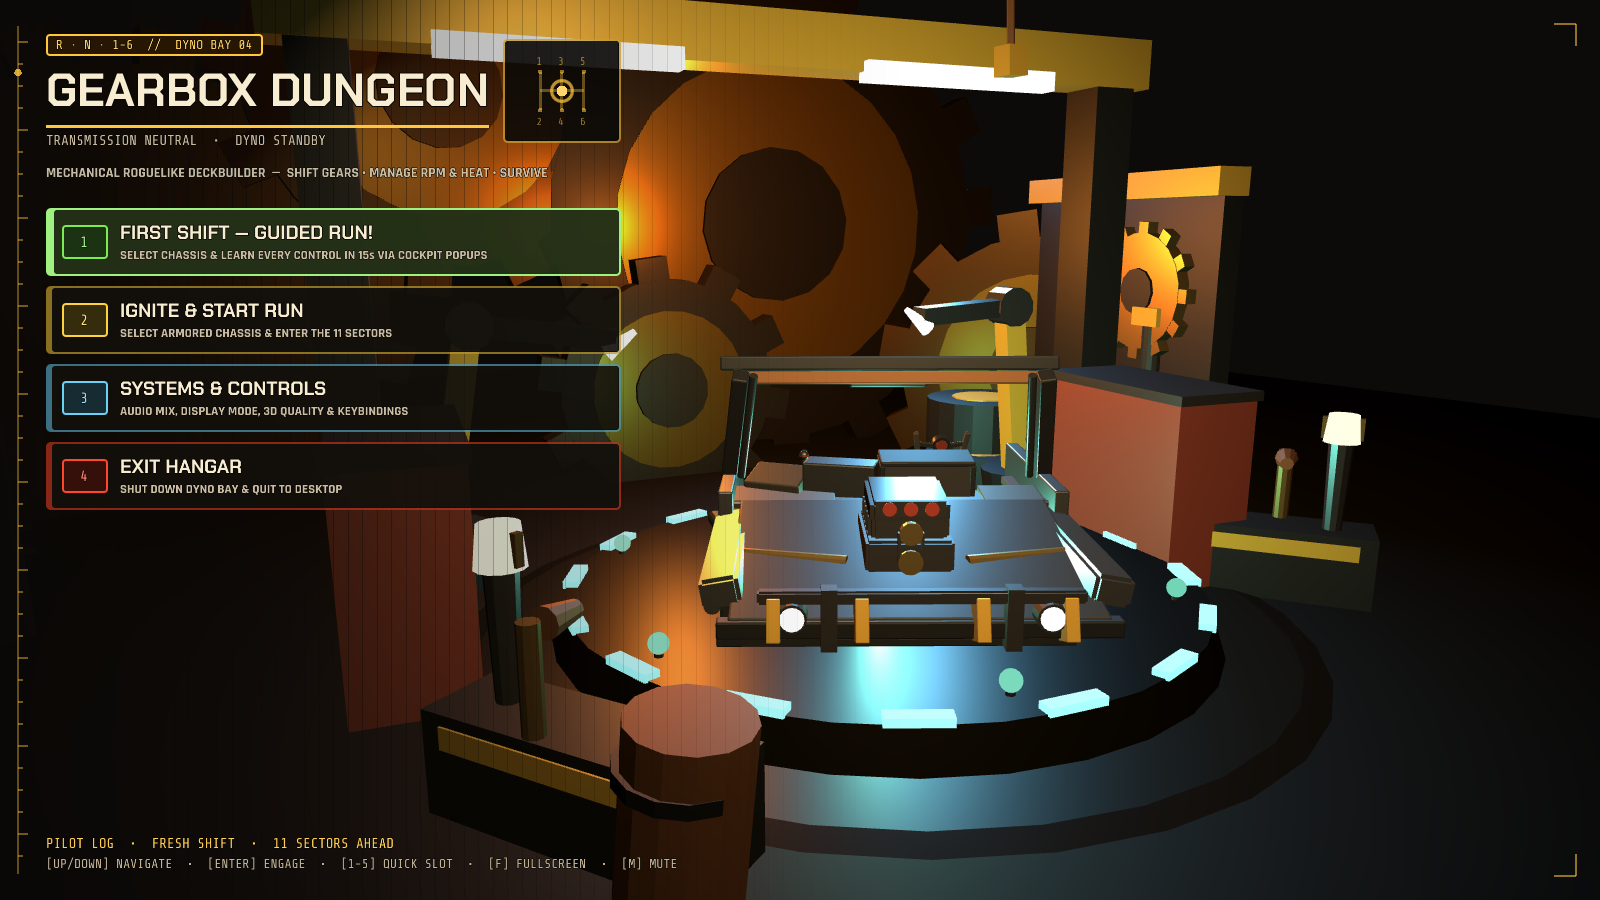 R · N · 1-6 // DYNO BAY 04
GEARBOX DUNGEON
1 3 5
2 4 6
TRANSMISSION NEUTRAL · DYNO STANDBY
MECHANICAL ROGUELIKE DECKBUILDER — SHIFT GEARS · MANAGE RPM & HEAT · SURVIVE
1
FIRST SHIFT — GUIDED RUN!
SELECT CHASSIS & LEARN EVERY CONTROL IN 15s VIA COCKPIT POPUPS
2
IGNITE & START RUN
SELECT ARMORED CHASSIS & ENTER THE 11 SECTORS
3
SYSTEMS & CONTROLS
AUDIO MIX, DISPLAY MODE, 3D QUALITY & KEYBINDINGS
4
EXIT HANGAR
SHUT DOWN DYNO BAY & QUIT TO DESKTOP
PILOT LOG · FRESH SHIFT · 11 SECTORS AHEAD
[UP/DOWN] NAVIGATE · [ENTER] ENGAGE · [1-5] QUICK SLOT · [F] FULLSCREEN · [M] MUTE